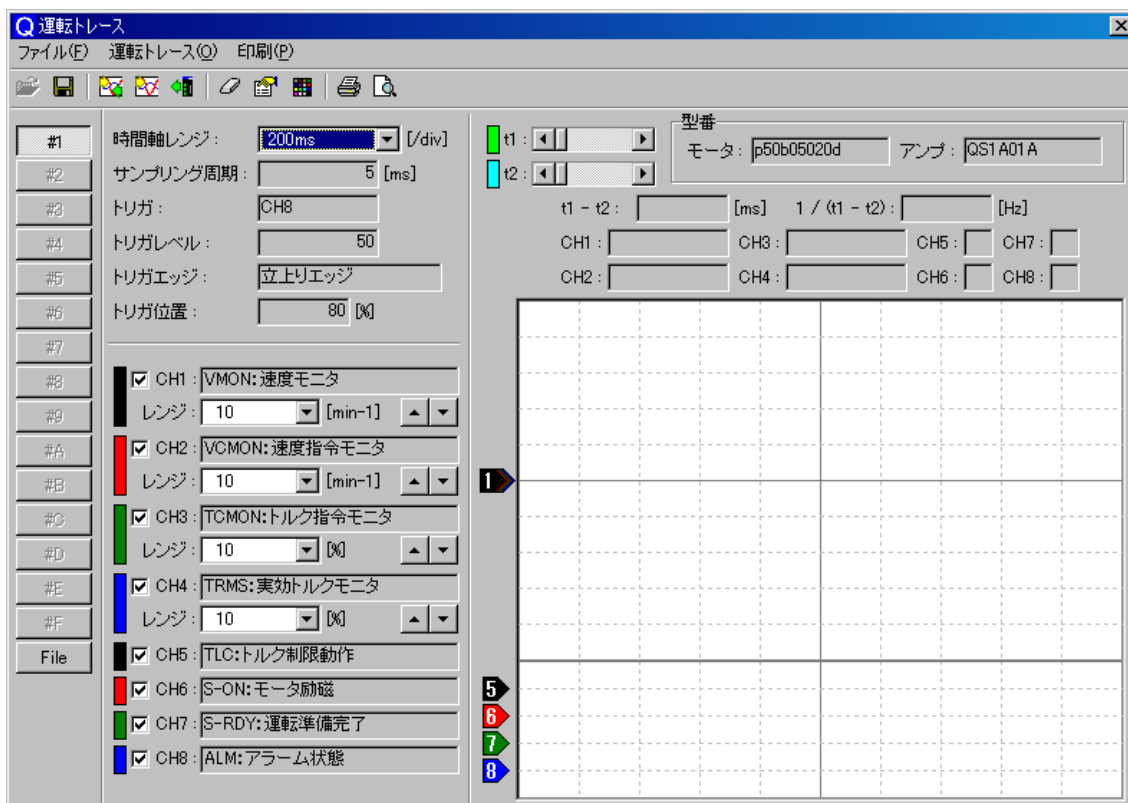 運転トレース
ファイル(F) 運転トレース(O) 印刷(P)
#1
#2
#3
#4
#5
#6
#7
#8
#9
#A
#B
#C
#D
#E
#F
File
時間軸レンジ : 200ms [/div]
サンプリング周期 : 5 [ms]
トリガ : CH8
トリガレベル : 50
トリガエッジ : 立上りエッジ
トリガ位置 : 80 [%]
CH1 : VMON:速度モニタ
レンジ : 10 [min-1]
CH2 : VCMON:速度指令モニタ
レンジ : 10 [min-1]
CH3 : TCMON:トルク指令モニタ
レンジ : 10 [%]
CH4 : TRMS:実効トルクモニタ
レンジ : 10 [%]
CH5 : TLC:トルク制限動作
CH6 : S-ON:モータ励磁
CH7 : S-RDY:運転準備完了
CH8 : ALM:アラーム状態
t1 :
t2 :
型番
モータ : p50b05020d アンプ : QS1A01A
t1 - t2 : [ms] 1 / (t1 - t2) : [Hz]
CH1 : CH3 : CH5 : CH7 :
CH2 : CH4 : CH6 : CH8 :
1
5
6
7
8